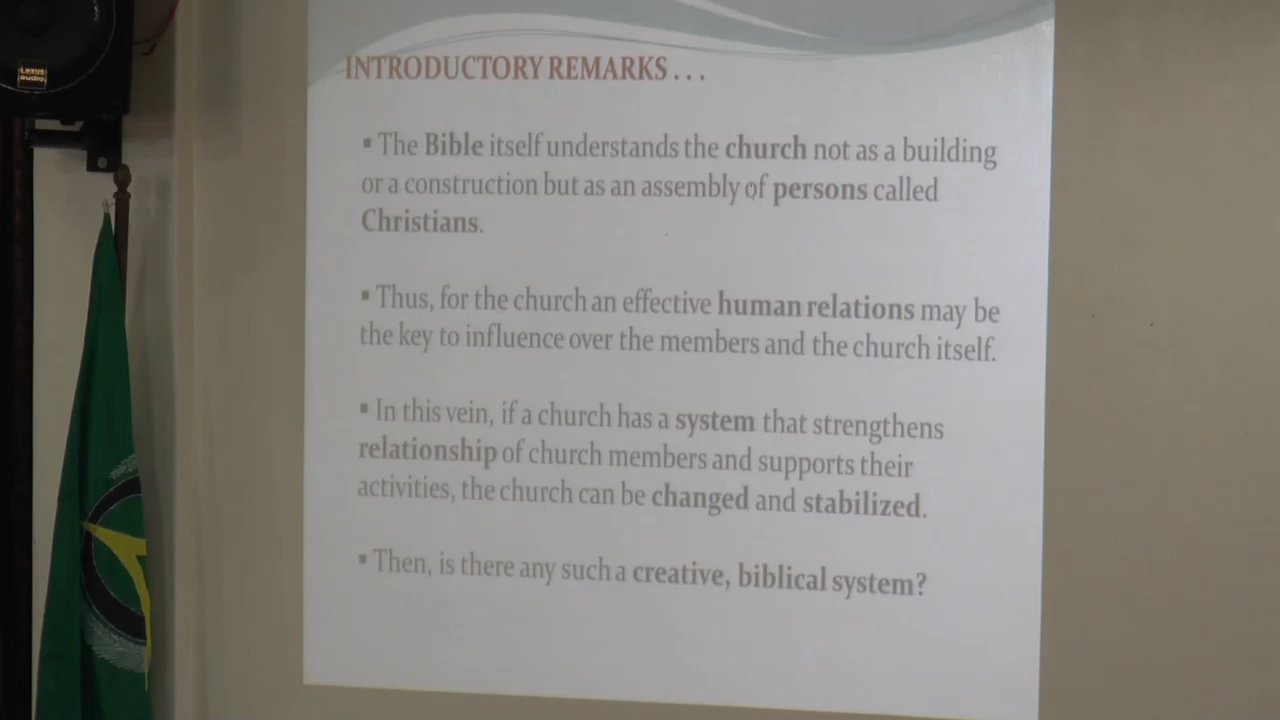 LEXUS
audio
INTRODUCTORY REMARKS . . .
▪ The Bible itself understands the church not as a building
or a construction but as an assembly of persons called
Christians.
▪ Thus, for the church an effective human relations may be
the key to influence over the members and the church itself.
▪ In this vein, if a church has a system that strengthens
relationship of church members and supports their
activities, the church can be changed and stabilized.
▪ Then, is there any such a creative, biblical system?